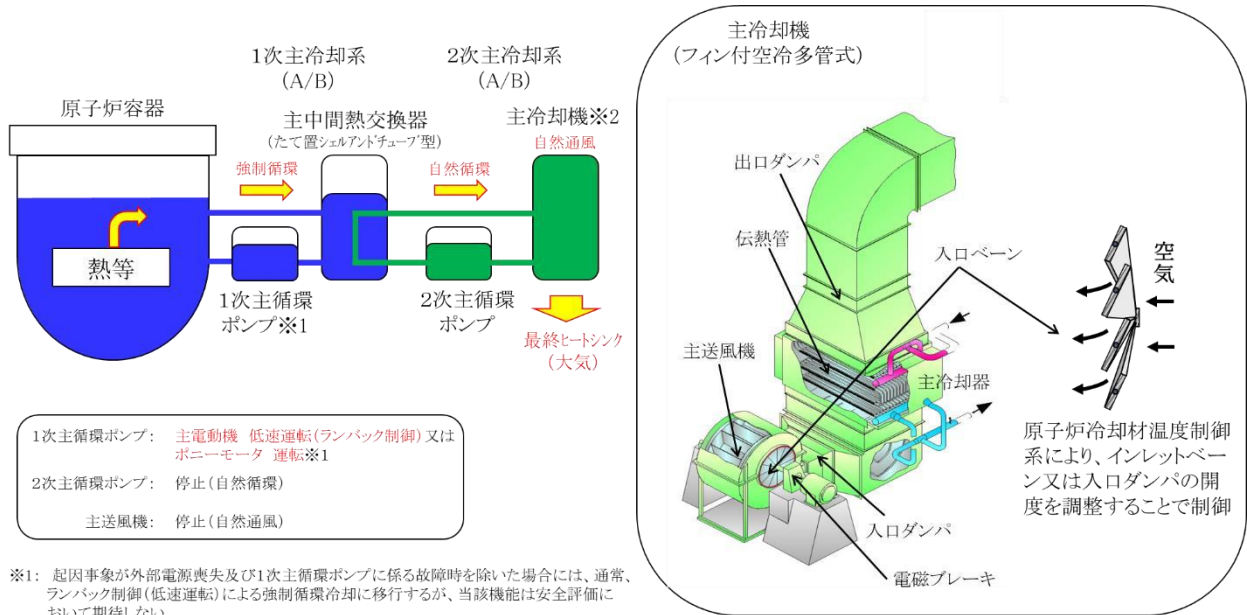 1次主冷却系
(A/B)
2次主冷却系
(A/B)
原子炉容器
主中間熱交換器
(たて置シェルアンドチューブ型)
主冷却機※2
自然通風
強制循環
自然循環
熱等
1次主循環
ポンプ※1
2次主循環
ポンプ
最終ヒートシンク
(大気)
1次主循環ポンプ: 主電動機 低速運転(ランバック制御)又は
ポニーモータ 運転※1
2次主循環ポンプ: 停止(自然循環)
主送風機: 停止(自然通風)
※1: 起因事象が外部電源喪失及び1次主循環ポンプに係る故障時を除いた場合には、通常、
ランバック制御(低速運転)による強制循環冷却に移行するが、当該機能は安全評価に
おいて期待しない
主冷却機
(フィン付空冷多管式)
出口ダンパ
伝熱管
入口ベーン
空気
主送風機
主冷却器
入口ダンパ
電磁ブレーキ
原子炉冷却材温度制御
系により、インレットベー
ン又は入口ダンパの開
度を調整することで制御